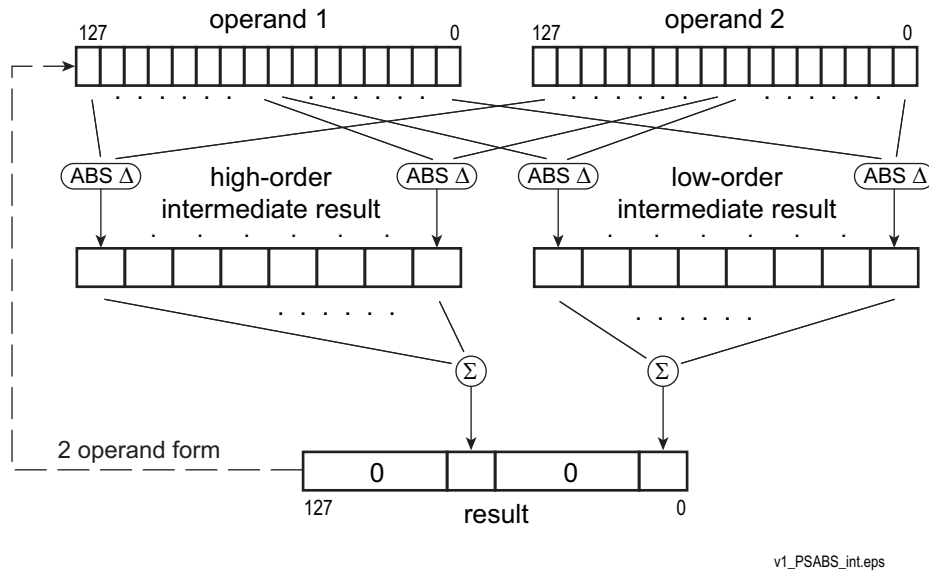 operand 1
operand 2
127
0
127
0
. . . . . .
. . . . . .
. . . . . .
. . . . . .
ABS Δ
ABS Δ
ABS Δ
ABS Δ
high-order
intermediate result
low-order
intermediate result
. . . . . .
. . . . . .
. . . . . .
. . . . . .
Σ
Σ
2 operand form
0
0
127
0
result
v1_PSABS_int.eps